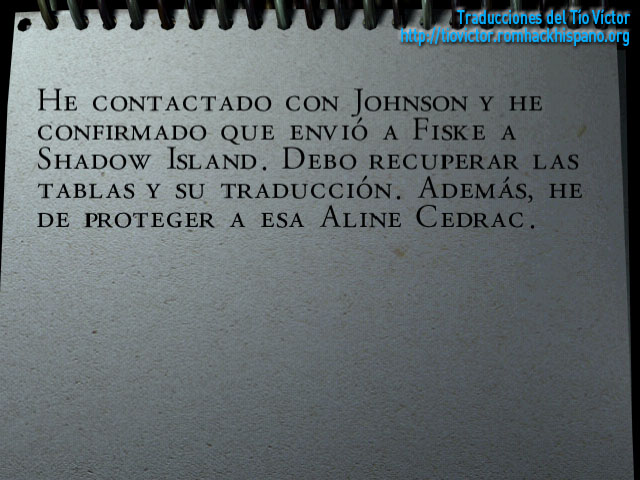 Traducciones del Tio Victor
http://tiovictor.romhackhispano.org
He contactado con Johnson y he
confirmado que envió a Fiske a
Shadow Island. Debo recuperar las
tablas y su traducción. Además, he
de proteger a esa Aline Cedrac.